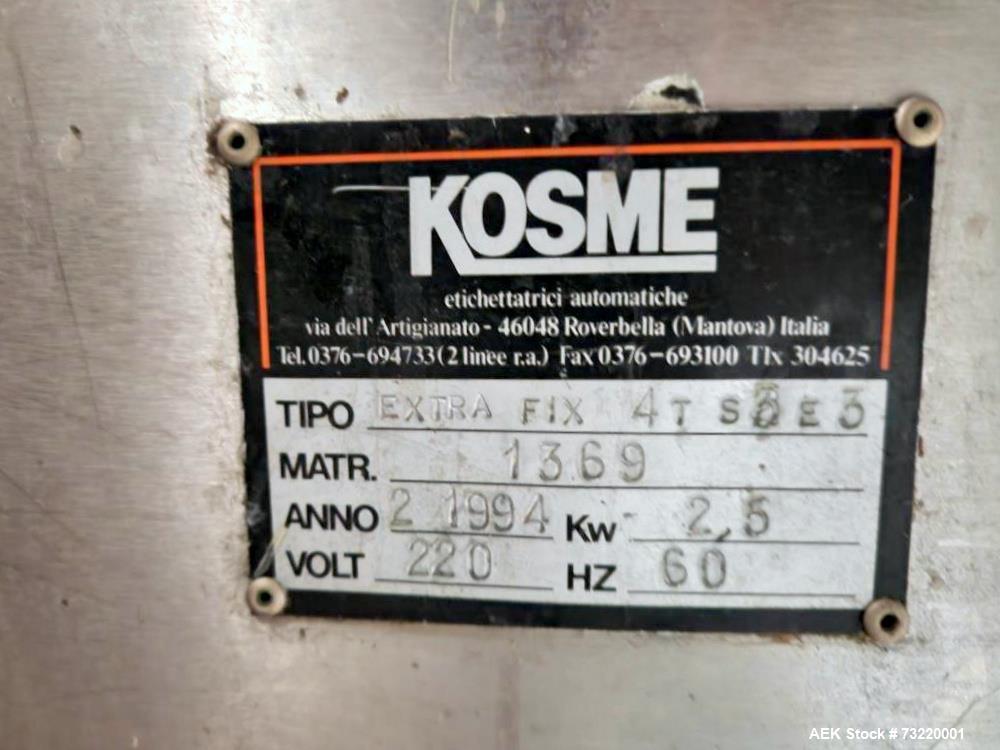 KOSME
etichettatrici automatiche
via dell' Artigianato - 46048 Roverbella (Mantova) Italia
Tel. 0376-694733 (2 linee r.a.) Fax 0376-693100 Tlx 304625
TIPO EXTRA FIX 4 T E 3
MATR. 1369
ANNO 2 1994 Kw 2,5
VOLT 220 HZ 60
AEK Stock # 73220001